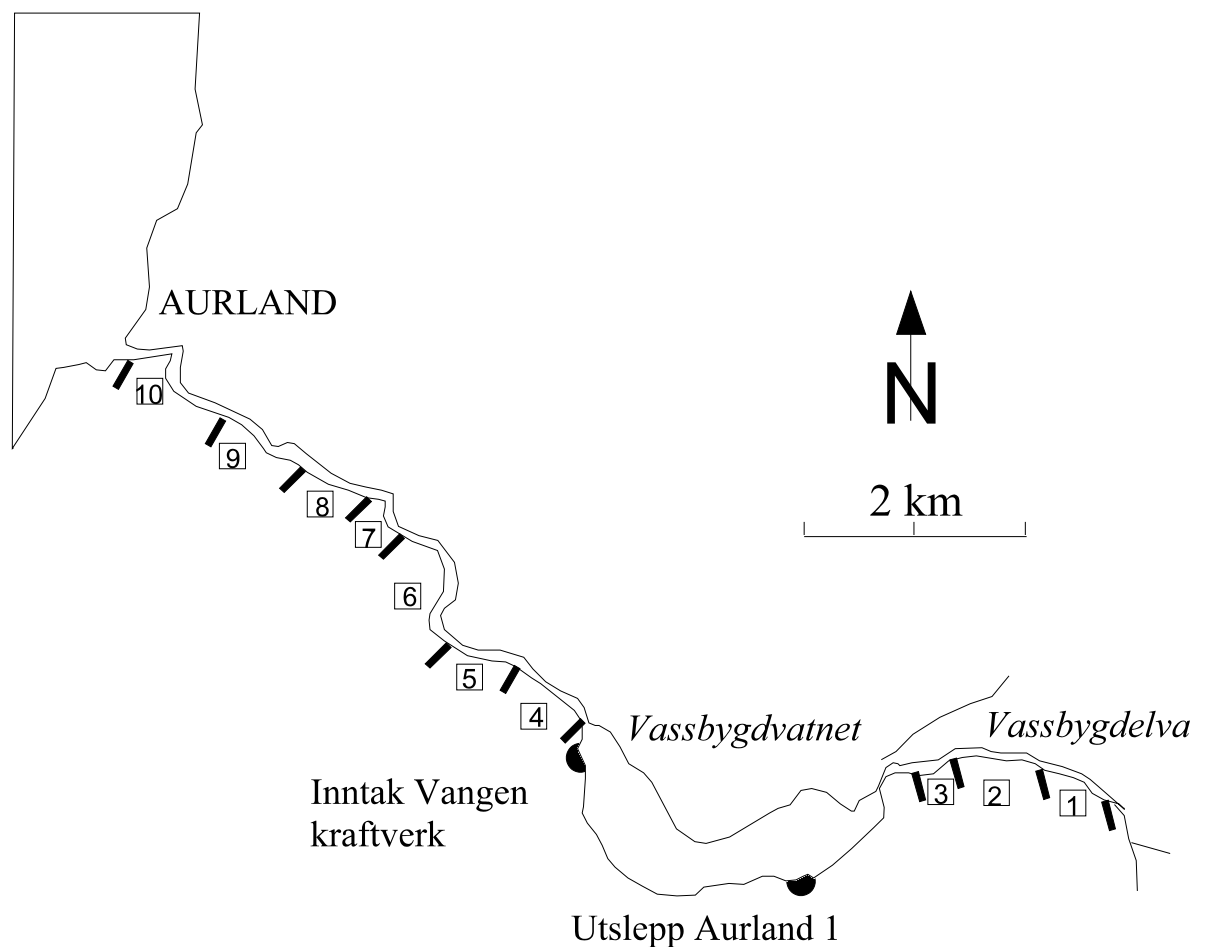 AURLAND
N
10
9
2 km
8
7
6
5
4
Vassbygdvatnet
Vassbygdelva
Inntak Vangen
kraftverk
3
2
1
Utslepp Aurland 1